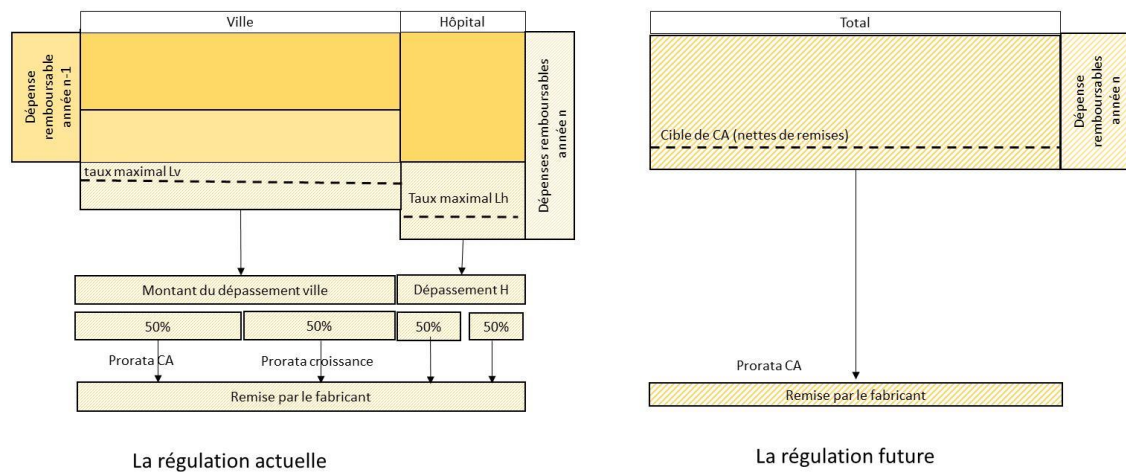 Ville
Hôpital
Dépense
remboursable
année n-1
taux maximal Lv
Taux maximal Lh
Dépenses remboursables
année n
Montant du dépassement ville
Dépassement H
50%
50%
50%
50%
Prorata CA
Prorata croissance
Remise par le fabricant
La régulation actuelle
Total
Cible de CA (nettes de remises)
Dépense
remboursables
année n
Prorata CA
Remise par le fabricant
La régulation future